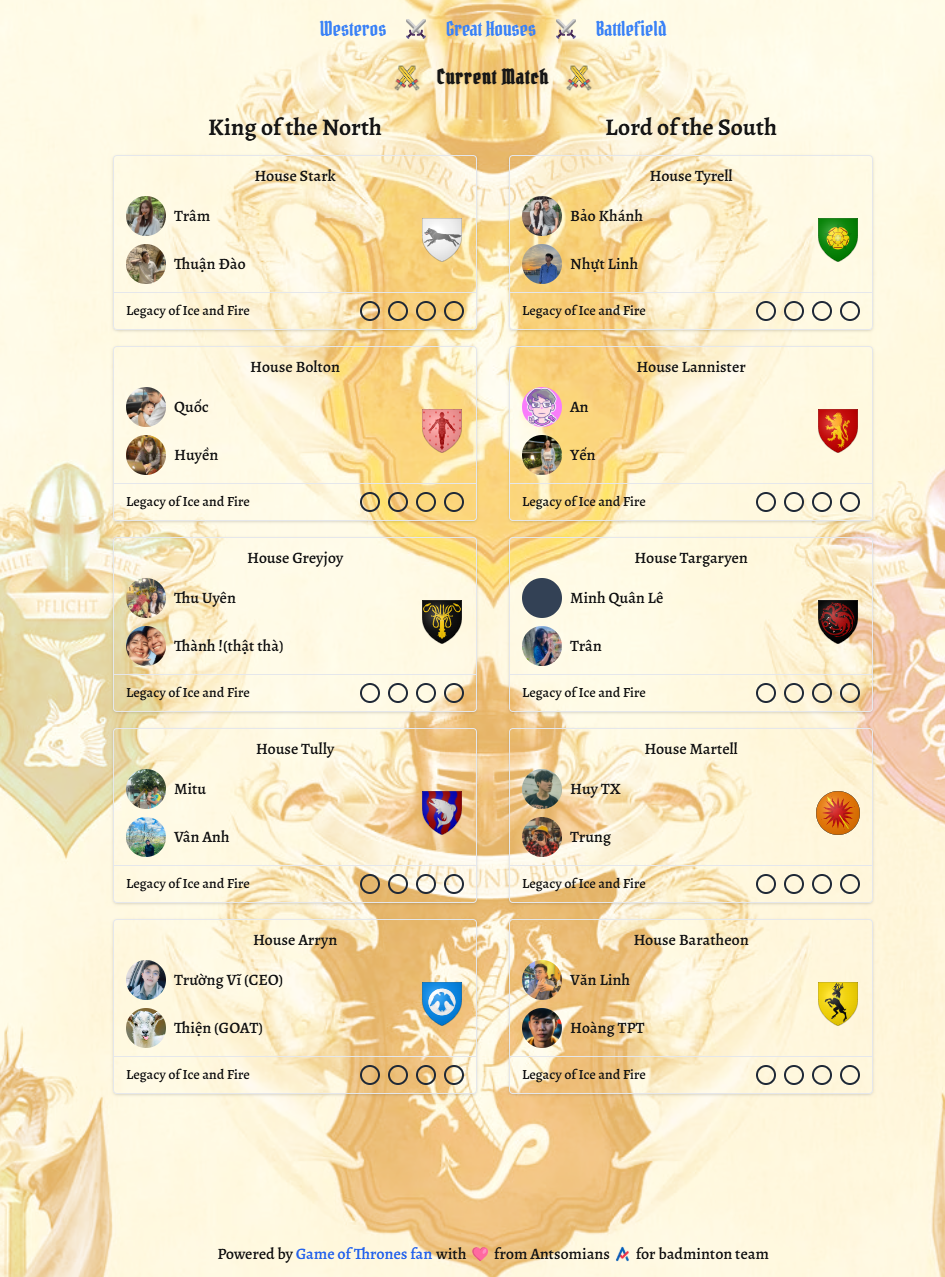 Westeros Great Houses Battlefield
Current Match
King of the North
House Stark
Trâm
Thuận Đào
Legacy of Ice and Fire
House Bolton
Quốc
Huyền
Legacy of Ice and Fire
House Greyjoy
Thu Uyên
Thành !(thật thà)
Legacy of Ice and Fire
House Tully
Mitu
Vân Anh
Legacy of Ice and Fire
House Arryn
Trường Vĩ (CEO)
Thiện (GOAT)
Legacy of Ice and Fire
Lord of the South
House Tyrell
Bảo Khánh
Nhựt Linh
Legacy of Ice and Fire
House Lannister
An
Yến
Legacy of Ice and Fire
House Targaryen
Minh Quân Lê
Trân
Legacy of Ice and Fire
House Martell
Huy TX
Trung
Legacy of Ice and Fire
House Baratheon
Văn Linh
Hoàng TPT
Legacy of Ice and Fire
UNSER IST DER ZORN
EHRE
PFLICHT
WIR
FEUER UND BLUT
Powered by Game of Thrones fan with from Antsomians for badminton team